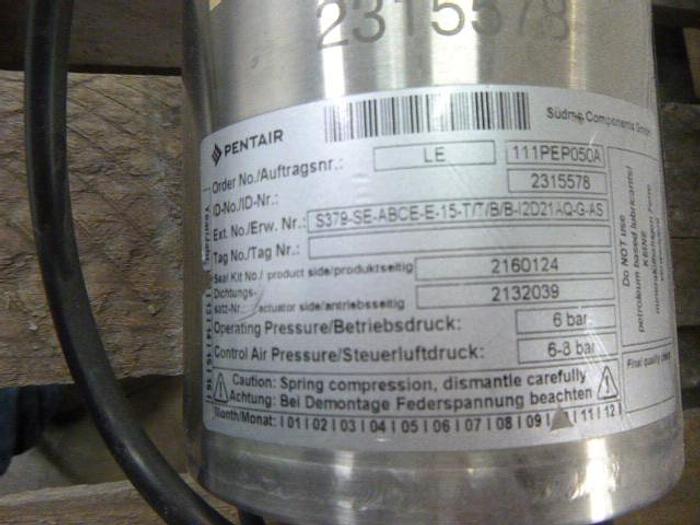 2315578
PENTAIR
Südmo Components GmbH
Order No./Auftragsnr.: LE 111PEP050A
ID-No./ID-Nr.: 2315578
Ext. No./Erw. Nr.: S379-SE-ABCE-E-15-T/T/B/B-I2D21AQ-G-AS
Tag No./Tag Nr.:
Seal Kit No./ product side/produktseitig 2160124
Dichtungs-
satz-Nr.: actuator side/antriebsseitig 2132039
Operating Pressure/Betriebsdruck: 6 bar
Control Air Pressure/Steuerluftdruck: 6-8 bar
Caution: Spring compression, dismantle carefully
Achtung: Bei Demontage Federspannung beachten
Month/Monat: | 01 | 02 | 03 | 04 | 05 | 06 | 07 | 08 | 09 | 11 | 12 |
Do NOT use
petroleum based lubricants/
KEINE
Final quality check